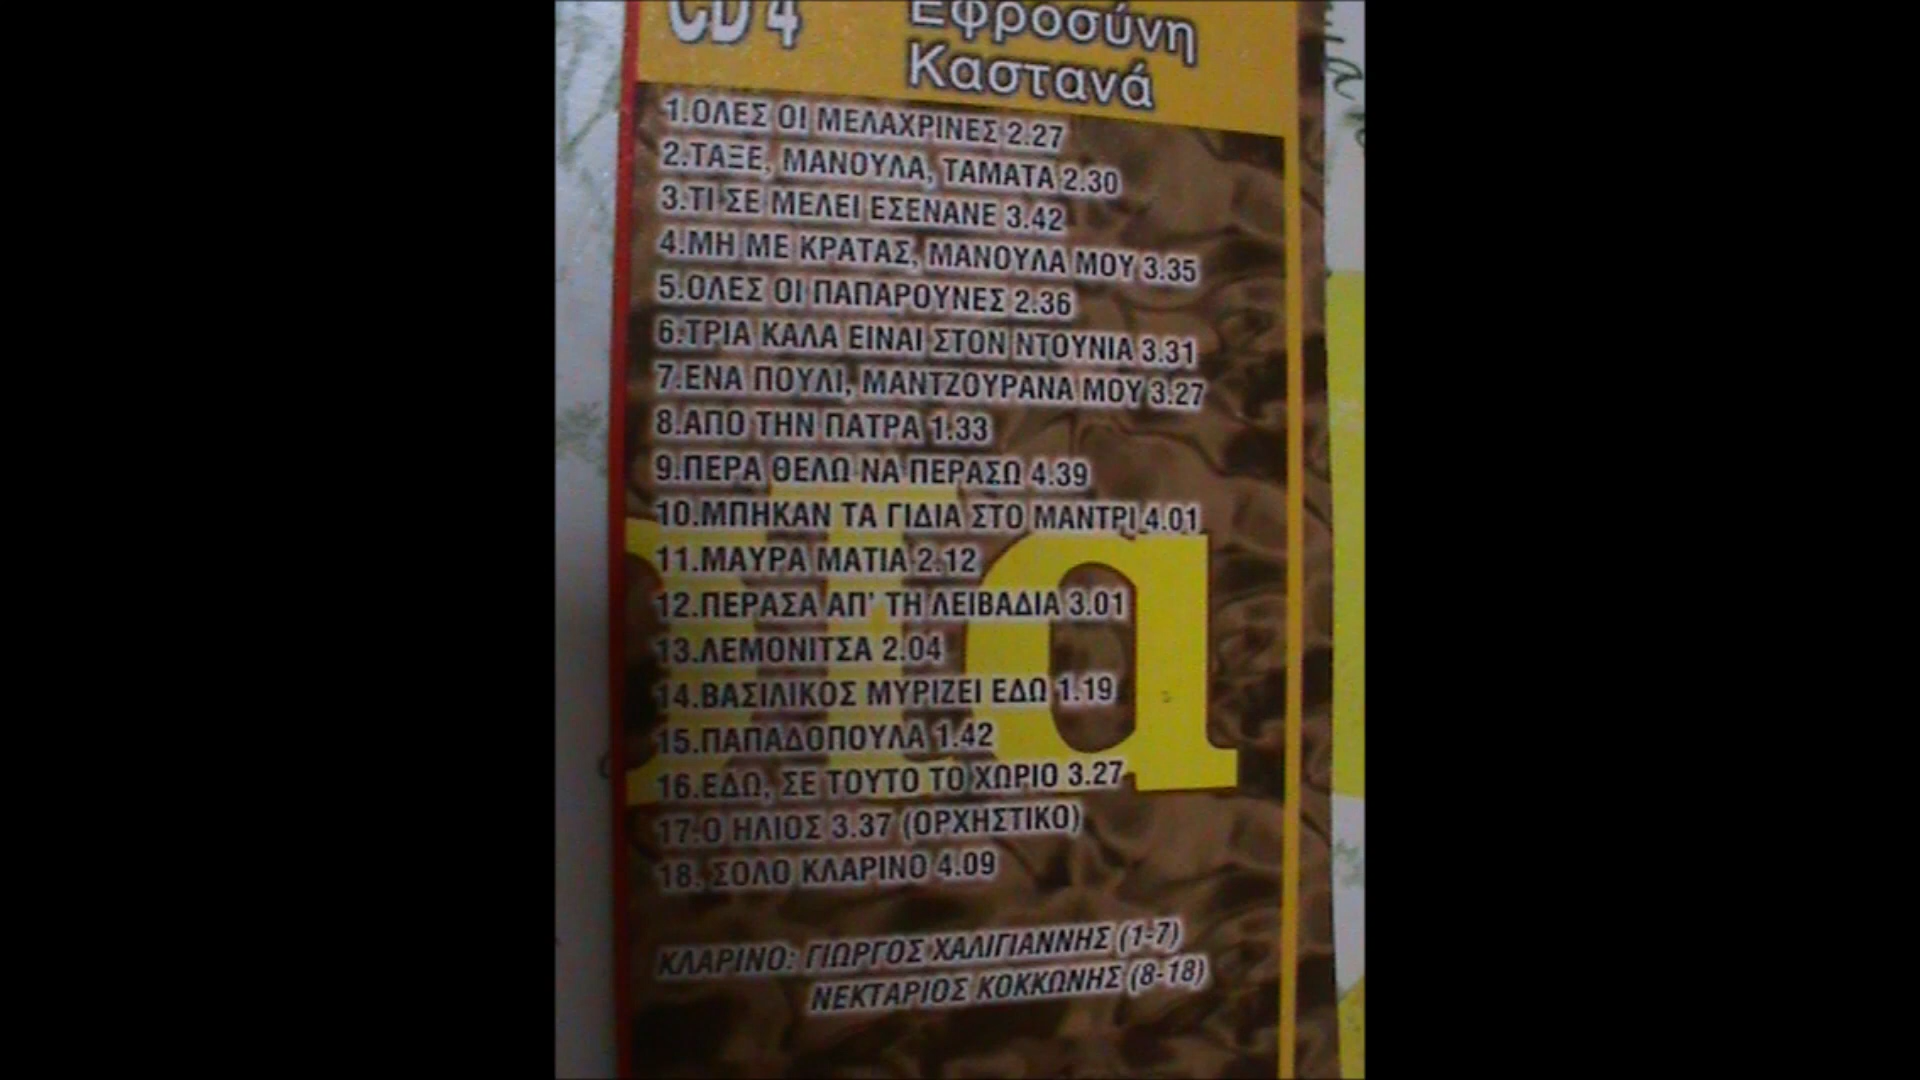 CD 4
Εφροσύνη
Καστανά
1.ΟΛΕΣ ΟΙ ΜΕΛΑΧΡΙΝΕΣ 2.27
2.ΤΑΞΕ, ΜΑΝΟΥΛΑ, ΤΑΜΑΤΑ 2.30
3.ΤΙ ΣΕ ΜΕΛΕΙ ΕΣΕΝΑΝΕ 3.42
4.ΜΗ ΜΕ ΚΡΑΤΑΣ, ΜΑΝΟΥΛΑ ΜΟΥ 3.35
5.ΟΛΕΣ ΟΙ ΠΑΠΑΡΟΥΝΕΣ 2.36
6.ΤΡΙΑ ΚΑΛΑ ΕΙΝΑΙ ΣΤΟΝ ΝΤΟΥΝΙΑ 3.31
7.ΕΝΑ ΠΟΥΛΙ, ΜΑΝΤΖΟΥΡΑΝΑ ΜΟΥ 3.27
8.ΑΠΟ ΤΗΝ ΠΑΤΡΑ 1.33
9.ΠΕΡΑ ΘΕΛΩ ΝΑ ΠΕΡΑΣΩ 4.39
10.ΜΠΗΚΑΝ ΤΑ ΓΙΔΙΑ ΣΤΟ ΜΑΝΤΡΙ 4.01
11.ΜΑΥΡΑ ΜΑΤΙΑ 2.12
12.ΠΕΡΑΣΑ ΑΠ' ΤΗ ΛΕΙΒΑΔΙΑ 3.01
13.ΛΕΜΟΝΙΤΣΑ 2.04
14.ΒΑΣΙΛΙΚΟΣ ΜΥΡΙΖΕΙ ΕΔΩ 1.19
15.ΠΑΠΑΔΟΠΟΥΛΑ 1.42
16.ΕΔΩ, ΣΕ ΤΟΥΤΟ ΤΟ ΧΩΡΙΟ 3.27
17.Ο ΗΛΙΟΣ 3.37 (ΟΡΧΗΣΤΙΚΟ)
18. ΣΟΛΟ ΚΛΑΡΙΝΟ 4.09
ΚΛΑΡΙΝΟ: ΓΙΩΡΓΟΣ ΧΑΛΙΓΙΑΝΝΗΣ (1-7)
ΝΕΚΤΑΡΙΟΣ ΚΟΚΚΩΝΗΣ (8-18)